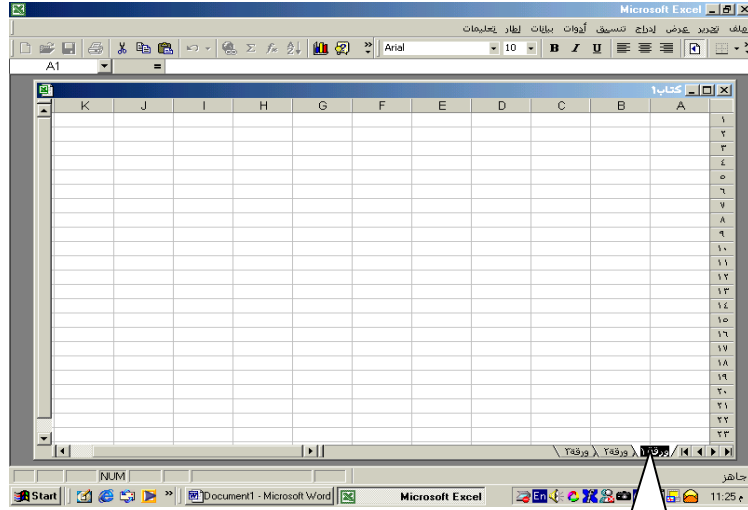 Microsoft Excel
ملف تحرير عرض إدراج تنسيق أدوات بيانات إطار تعليمات
Arial 10 B I U
A1 =
كتاب١
K J I H G F E D C B A
١
٢
٣
٤
٥
٦
٧
٨
٩
١٠
١١
١٢
١٣
١٤
١٥
١٦
١٧
١٨
١٩
٢٠
٢١
٢٢
٢٣
ورقة١ ورقة٢ ورقة٣
جاهز
NUM
Start Document1 - Microsoft Word Microsoft Excel En 11:25 م